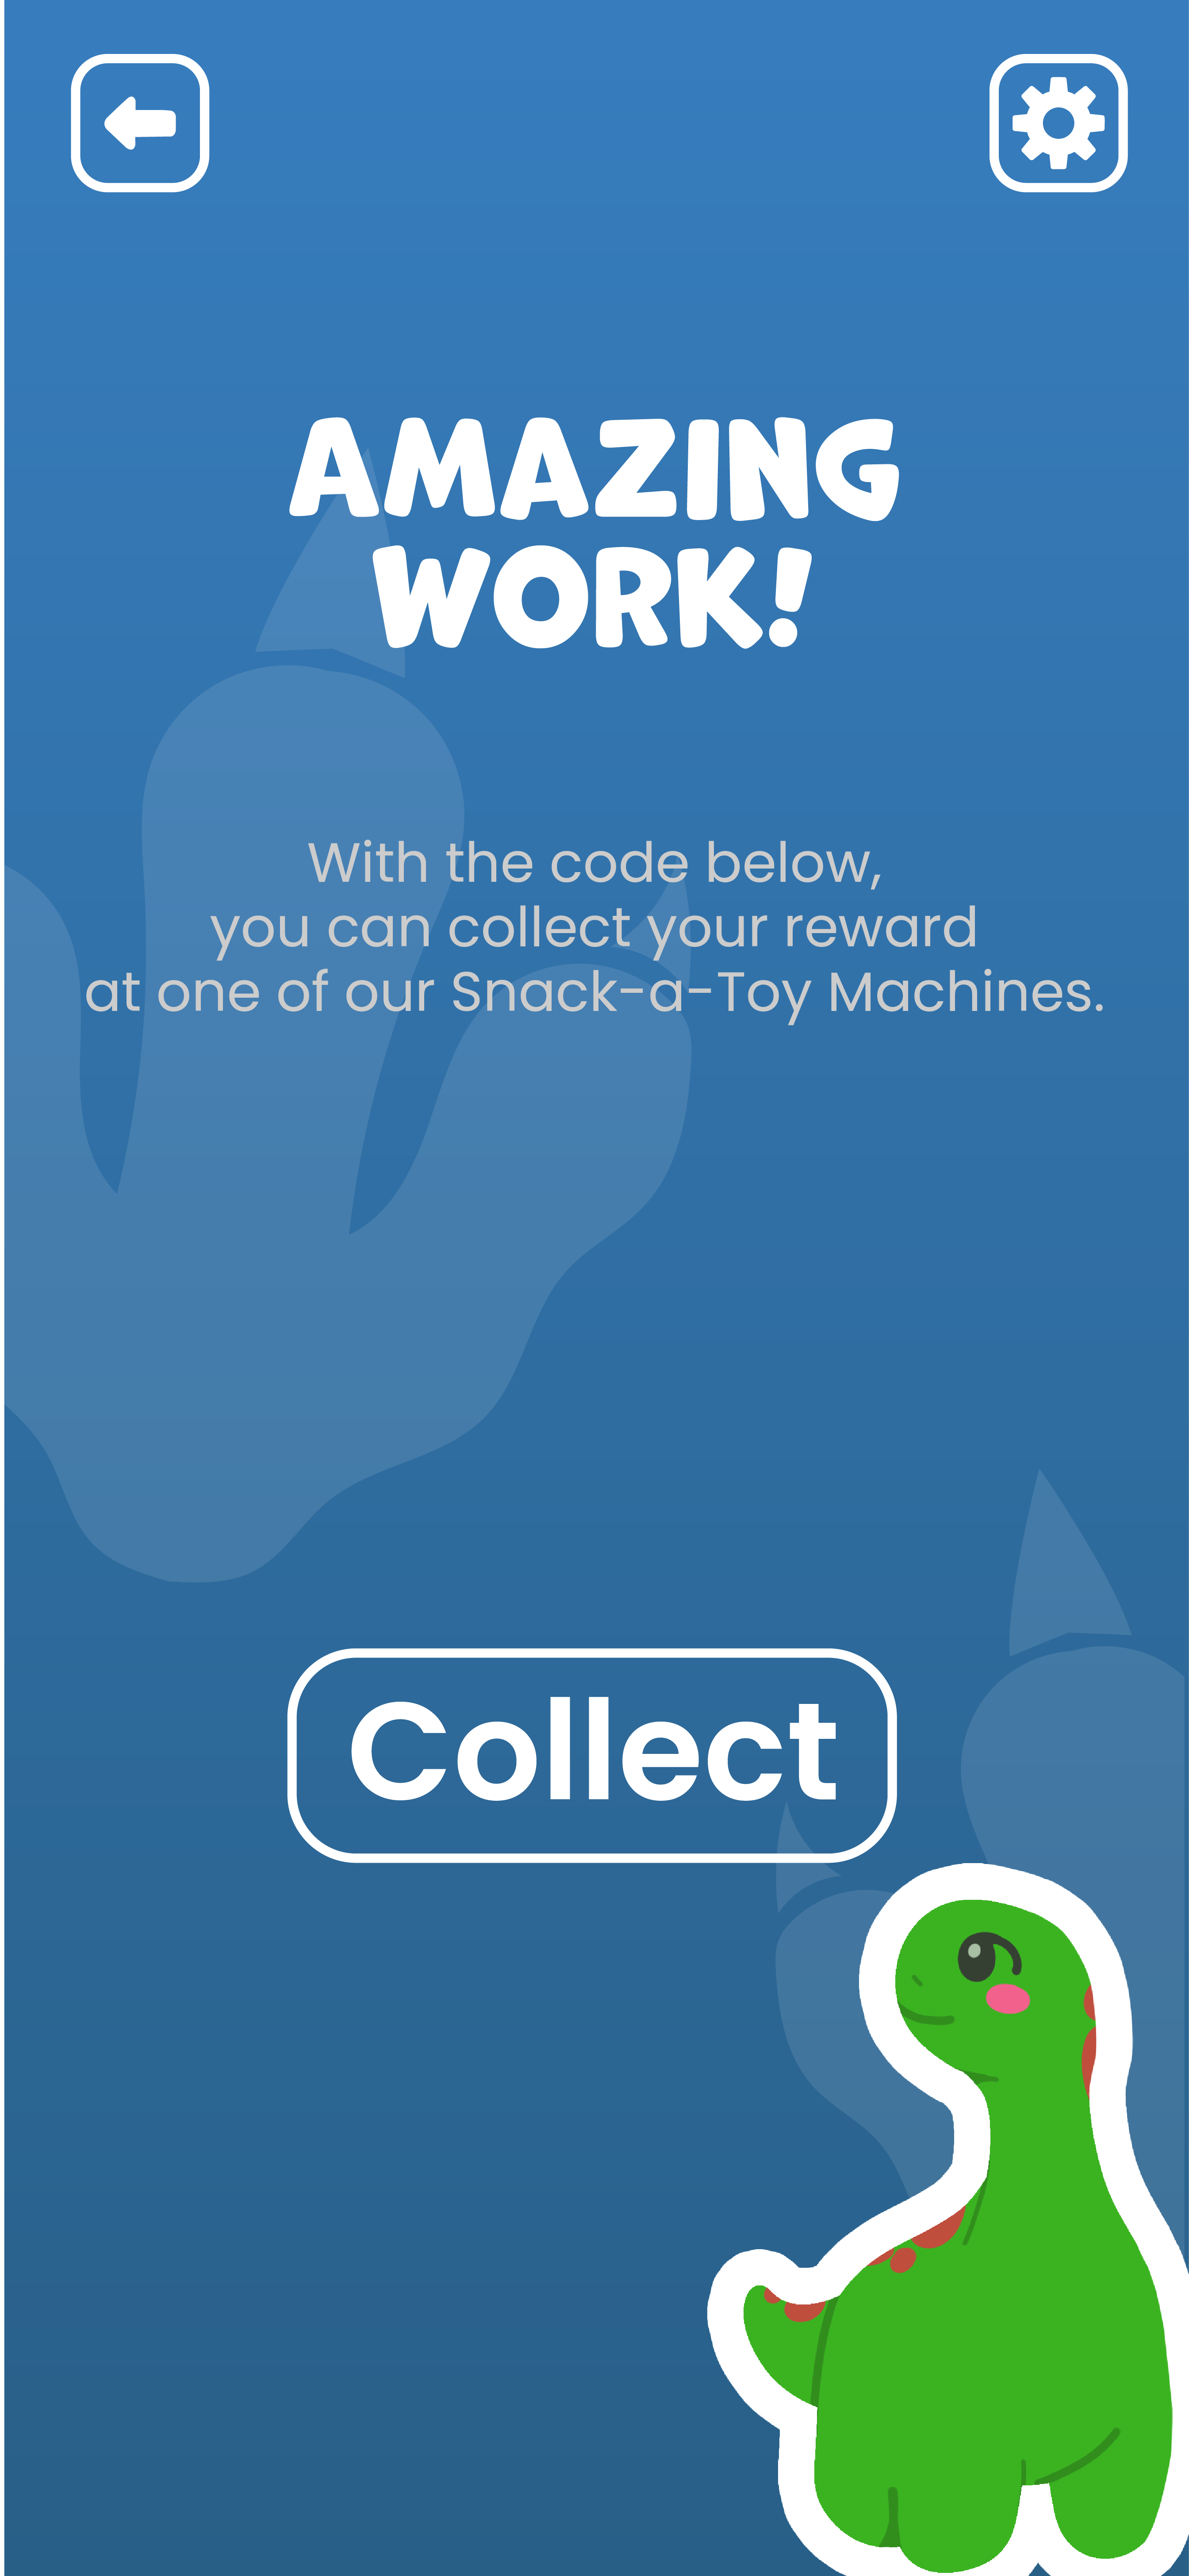 AMAZING
WORK!
With the code below,
you can collect your reward
at one of our Snack-a-Toy Machines.
Collect